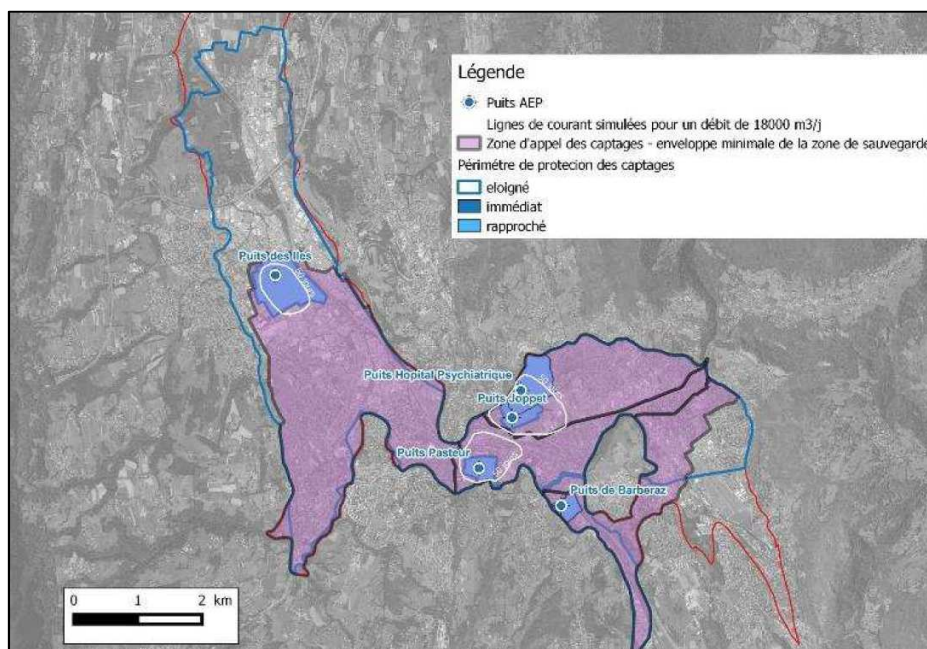 Légende
Puits AEP
Lignes de courant simulées pour un débit de 18000 m3/j
Zone d'appel des captages - enveloppe minimale de la zone de sauvegarde
Périmètre de protecion des captages
eloigné
immédiat
rapproché
Puits des Iles
Puits Hopital Psychiatrique
Puits Joppet
Puits Pasteur
Puits de Barberaz
0 1 2 km